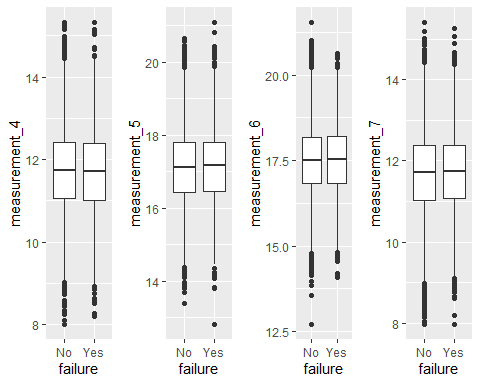 measurement_4
14
12
10
8
No Yes
failure
measurement_5
20
18
16
14
No Yes
failure
measurement_6
20.0
17.5
15.0
12.5
No Yes
failure
measurement_7
14
12
10
8
No Yes
failure